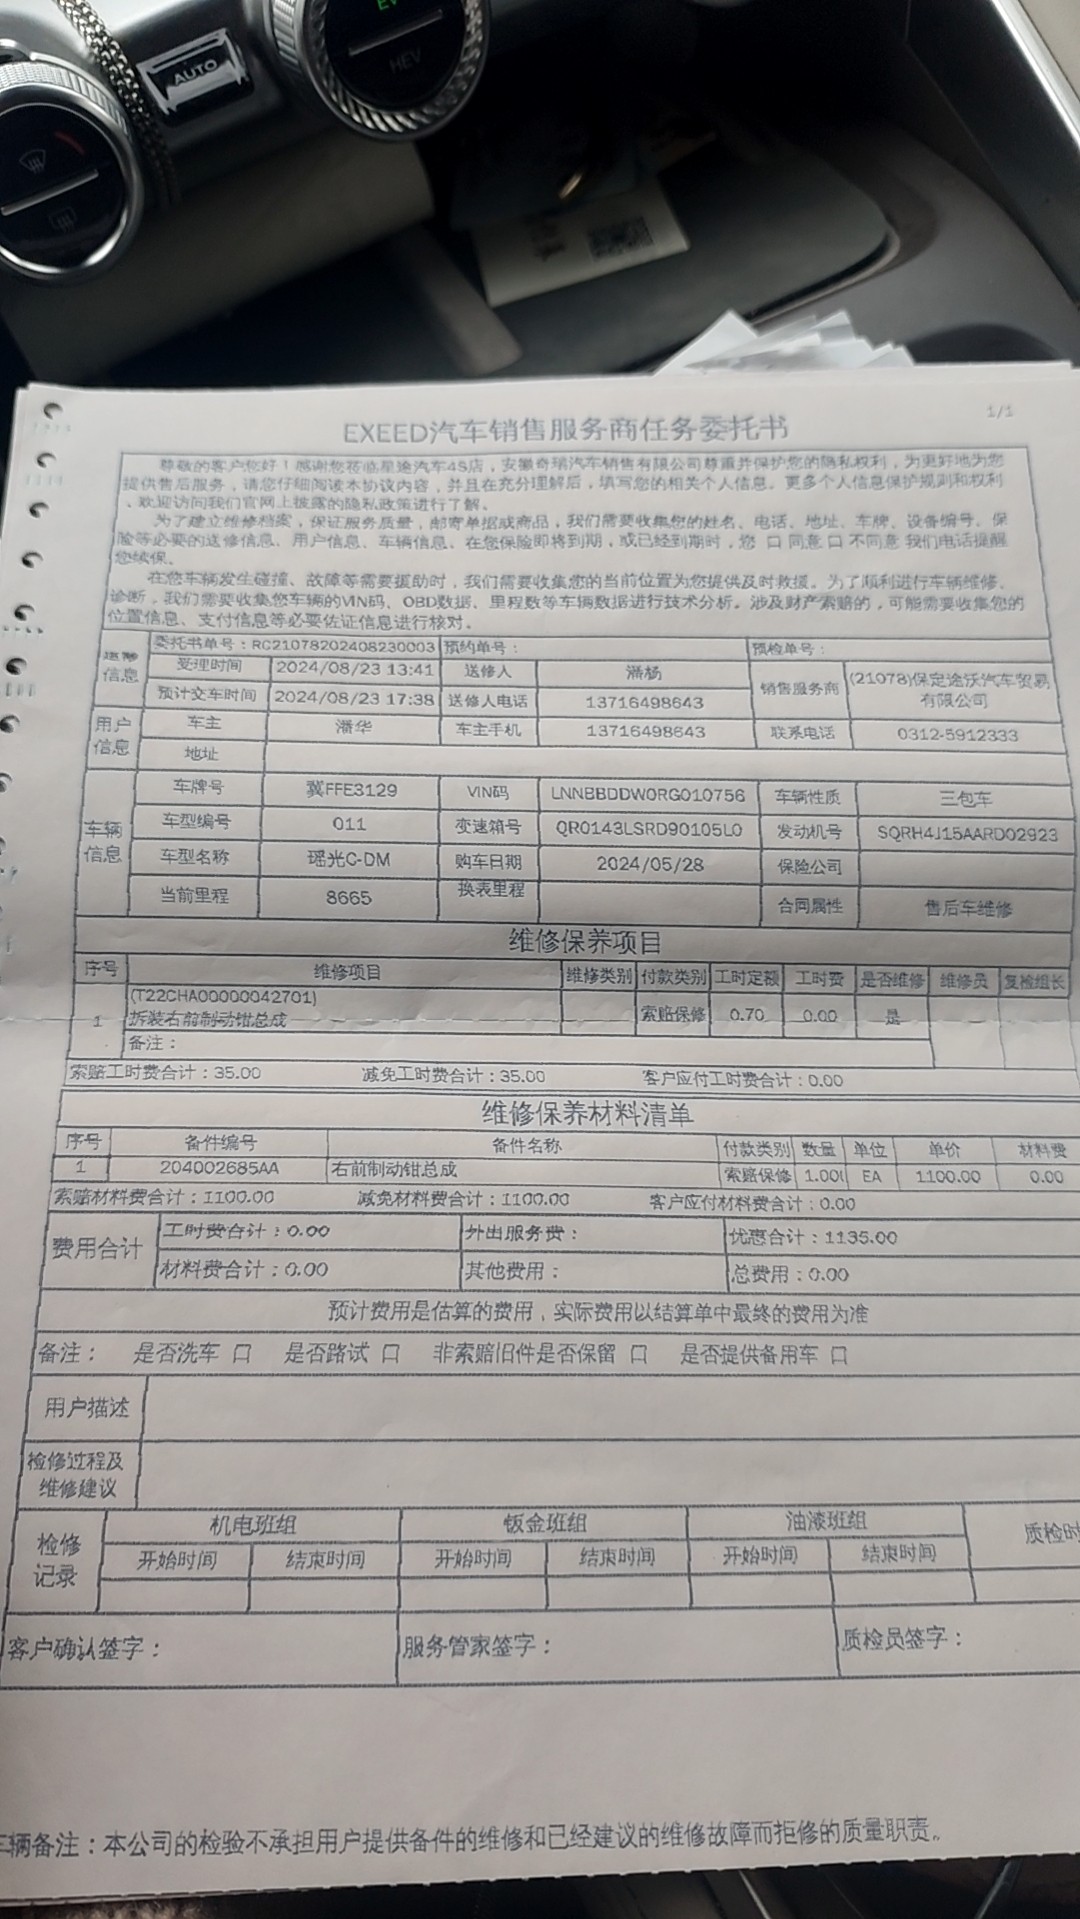 EV
HEV
AUTO
1/1
EXEED汽车销售服务商任务委托书
尊敬的客户您好！感谢您莅临星途汽车4S店，安徽奇瑞汽车销售有限公司尊重并保护您的隐私权利，为更好地为您
提供售后服务，请您仔细阅读本协议内容，并且在充分理解后，填写您的相关个人信息。更多个人信息保护规则和权利
，欢迎访问我们官网上披露的隐私政策进行了解。
为了建立维修档案，保证服务质量，邮寄单据或商品，我们需要收集您的姓名、电话、地址、车牌、设备编号、保
险等必要的送修信息、用户信息、车辆信息、在您保险即将到期，或已经到期时，您 口 同意 口 不同意 我们电话提醒
您续保。
在您车辆发生碰撞、故障等需要援助时，我们需要收集您的当前位置为您提供及时救援。为了顺利进行车辆维修、
诊断，我们需要收集您车辆的VIN码、OBD数据、里程数等车辆数据进行技术分析。涉及财产索赔的，可能需要收集您的
位置信息、支付信息等必要佐证信息进行核对。
送修信息 委托书单号：RC21078202408230003 预约单号： 预检单号：
受理时间 2024/08/23 13:41 送修人 潘杨 销售服务商 (21078)保定途沃汽车贸易有限公司
预计交车时间 2024/08/23 17:38 送修人电话 13716498643
用户信息 车主 潘华 车主手机 13716498643 联系电话 0312-5912333
地址
车辆信息 车牌号 冀FFE3129 VIN码 LNNBBDDW0RG010756 车辆性质 三包车
车型编号 011 变速箱号 QR0143LSRD90105L0 发动机号 SQRH4J15AARD02923
车型名称 瑶光C-DM 购车日期 2024/05/28 保险公司
当前里程 8665 换表里程 合同属性 售后车维修
维修保养项目
序号 维修项目 维修类别 付款类别 工时定额 工时费 是否维修 维修员 复检组长
1 (T22CHA00000042701)
拆装右前制动钳总成 索赔保修 0.70 0.00 是
备注：
索赔工时费合计：35.00 减免工时费合计：35.00 客户应付工时费合计：0.00
维修保养材料清单
序号 备件编号 备件名称 付款类别 数量 单位 单价 材料费
1 204002685AA 右前制动钳总成 索赔保修 1.00 EA 1100.00 0.00
索赔材料费合计：1100.00 减免材料费合计：1100.00 客户应付材料费合计：0.00
费用合计 工时费合计：0.00 外出服务费： 优惠合计：1135.00
材料费合计：0.00 其他费用： 总费用：0.00
预计费用是估算的费用，实际费用以结算单中最终的费用为准
备注： 是否洗车 口 是否路试 口 非索赔旧件是否保留 口 是否提供备用车 口
用户描述
检修过程及维修建议
检修记录 机电班组 钣金班组 油漆班组 质检时
开始时间 结束时间 开始时间 结束时间 开始时间 结束时间
客户确认签字： 服务管家签字： 质检员签字：
车辆备注：本公司的检验不承担用户提供备件的维修和已经建议的维修故障而拒修的质量职责。